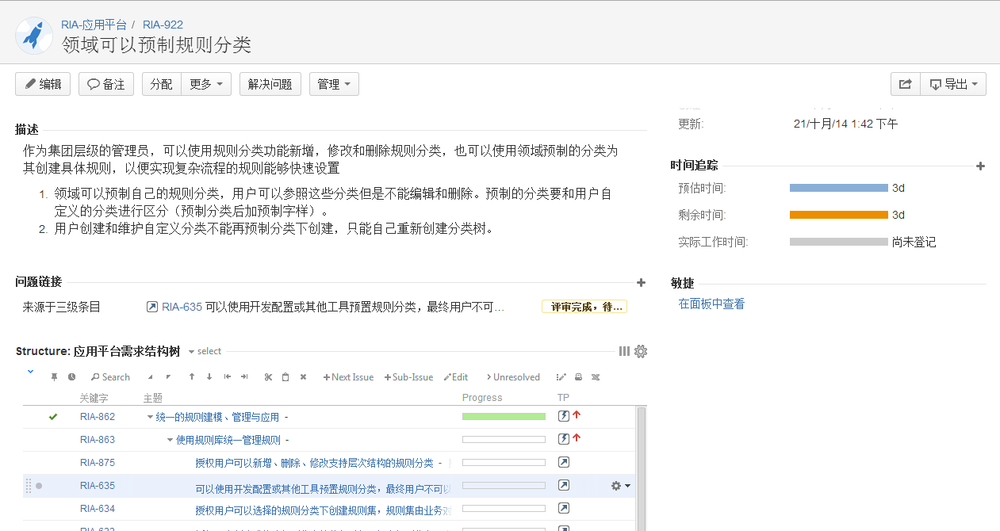 RIA-应用平台 / RIA-922
领域可以预制规则分类
编辑 备注 分配 更多 解决问题 管理 导出
描述
作为集团层级的管理员，可以使用规则分类功能新增，修改和删除规则分类，也可以使用领域预制的分类为
其创建具体规则，以便实现复杂流程的规则能够快速设置
1. 领域可以预制自己的规则分类，用户可以参照这些分类但是不能编辑和删除。预制的分类要和用户自
定义的分类进行区分（预制分类后加预制字样）。
2. 用户创建和维护自定义分类不能再预制分类下创建，只能自己重新创建分类树。
问题链接
来源于三级条目 RIA-635 可以使用开发配置或其他工具预置规则分类，最终用户不可… 评审完成，待…
Structure: 应用平台需求结构树 select
Search +Next Issue +Sub-Issue Edit Unresolved
关键字 主题 Progress TP
RIA-862 统一的规则建模、管理与应用 -
RIA-863 使用规则库统一管理规则 -
RIA-875 授权用户可以新增、删除、修改支持层次结构的规则分类 -
RIA-635 可以使用开发配置或其他工具预置规则分类，最终用户不可以
RIA-634 授权用户可以选择的规则分类下创建规则集，规则集由业务对
更新: 21/十月/14 1:42 下午
时间追踪
预估时间: 3d
剩余时间: 3d
实际工作时间: 尚未登记
敏捷
在面板中查看